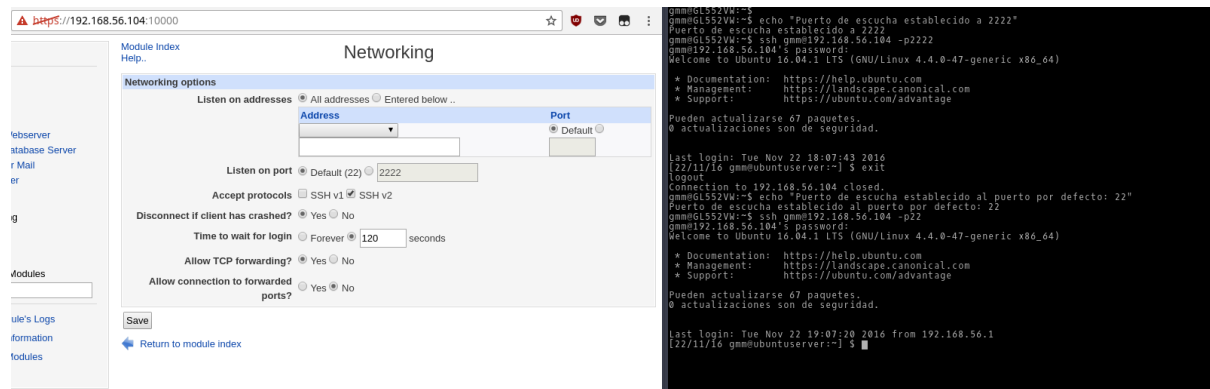 https://192.168.56.104:10000
Module Index
Help..
Networking
Networking options
Listen on addresses All addresses Entered below ..
Address Port
Default
Listen on port Default (22) 2222
Accept protocols SSH v1 SSH v2
Disconnect if client has crashed? Yes No
Time to wait for login Forever 120 seconds
Allow TCP forwarding? Yes No
Allow connection to forwarded ports? Yes No
Save
Return to module index
ebserver
atabase Server
r Mail
er
g
Modules
ule's Logs
formation
Modules
gmm@GL552VW:~$
gmm@GL552VW:~$ echo "Puerto de escucha establecido a 2222"
Puerto de escucha establecido a 2222
gmm@GL552VW:~$ ssh gmm@192.168.56.104 -p2222
gmm@192.168.56.104's password:
Welcome to Ubuntu 16.04.1 LTS (GNU/Linux 4.4.0-47-generic x86_64)
* Documentation: https://help.ubuntu.com
* Management: https://landscape.canonical.com
* Support: https://ubuntu.com/advantage
Pueden actualizarse 67 paquetes.
0 actualizaciones son de seguridad.
Last login: Tue Nov 22 18:07:43 2016
[22/11/16 gmm@ubuntuserver:~] $ exit
logout
Connection to 192.168.56.104 closed.
gmm@GL552VW:~$ echo "Puerto de escucha establecido al puerto por defecto: 22"
Puerto de escucha establecido al puerto por defecto: 22
gmm@GL552VW:~$ ssh gmm@192.168.56.104 -p22
gmm@192.168.56.104's password:
Welcome to Ubuntu 16.04.1 LTS (GNU/Linux 4.4.0-47-generic x86_64)
* Documentation: https://help.ubuntu.com
* Management: https://landscape.canonical.com
* Support: https://ubuntu.com/advantage
Pueden actualizarse 67 paquetes.
0 actualizaciones son de seguridad.
Last login: Tue Nov 22 19:07:20 2016 from 192.168.56.1
[22/11/16 gmm@ubuntuserver:~] $